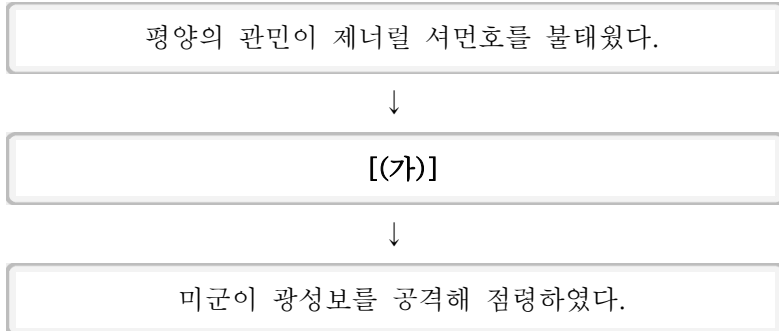 평양의 관민이 제너럴 셔먼호를 불태웠다.
↓
[(가)]
↓
미군이 광성보를 공격해 점령하였다.